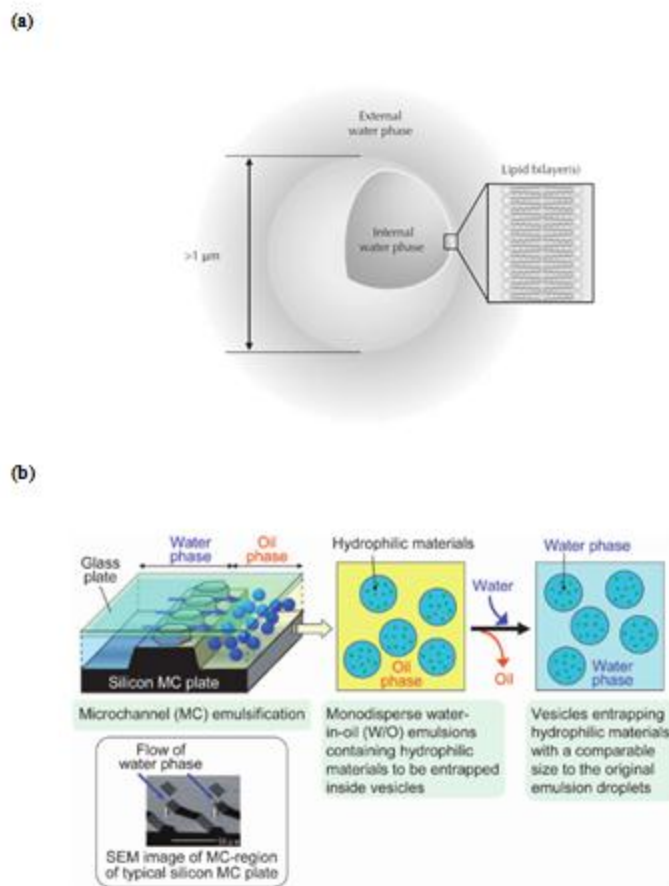 (a)
External
water phase
Lipid bilayer(s)
Internal
water phase
>1 μm
(b)
Water
phase
Oil
phase
Glass
plate
Silicon MC plate
Microchannel (MC) emulsification
Flow of
water phase
SEM image of MC-region
of typical silicon MC plate
Hydrophilic materials
Oil
phase
Monodisperse water-
in-oil (W/O) emulsions
containing hydrophilic
materials to be entrapped
inside vesicles
Water
Oil
Water phase
Water
phase
Vesicles entrapping
hydrophilic materials
with a comparable
size to the original
emulsion droplets